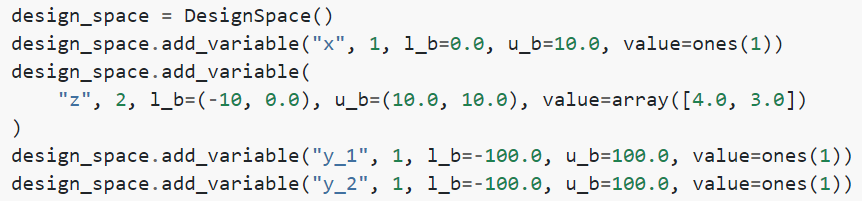 design_space = DesignSpace()
design_space.add_variable("x", 1, l_b=0.0, u_b=10.0, value=ones(1))
design_space.add_variable(
    "z", 2, l_b=(-10, 0.0), u_b=(10.0, 10.0), value=array([4.0, 3.0])
)
design_space.add_variable("y_1", 1, l_b=-100.0, u_b=100.0, value=ones(1))
design_space.add_variable("y_2", 1, l_b=-100.0, u_b=100.0, value=ones(1))